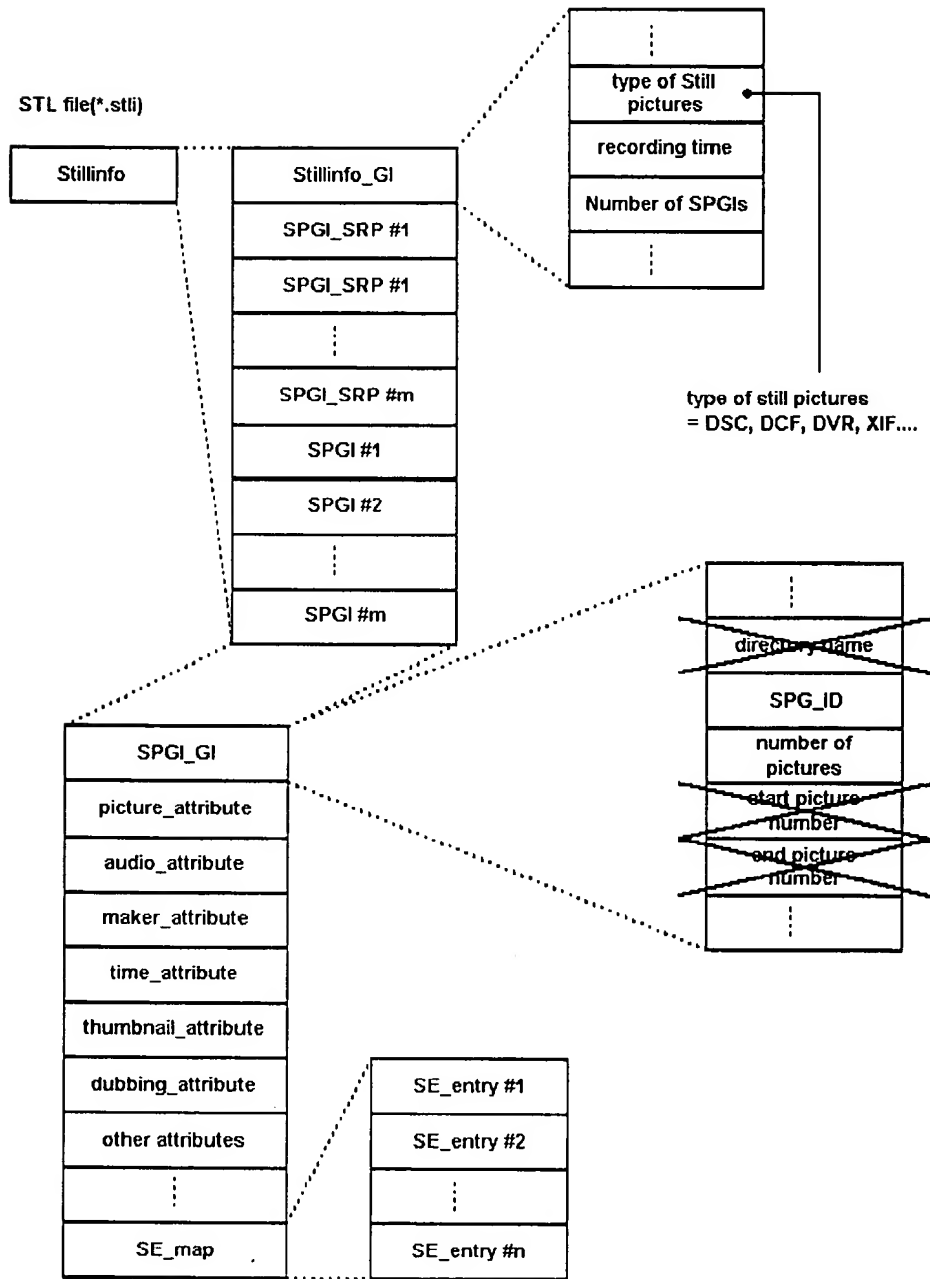 STL file(*.stli)
Stillinfo
Stillinfo_GI
SPGI_SRP #1
SPGI_SRP #1
SPGI_SRP #m
SPGI #1
SPGI #2
SPGI #m
type of Still
pictures
recording time
Number of SPGIs
type of still pictures
= DSC, DCF, DVR, XIF....
directory name
SPG_ID
number of
pictures
start picture
number
end picture
number
SPGI_GI
picture_attribute
audio_attribute
maker_attribute
time_attribute
thumbnail_attribute
dubbing_attribute
other attributes
SE_map
SE_entry #1
SE_entry #2
SE_entry #n